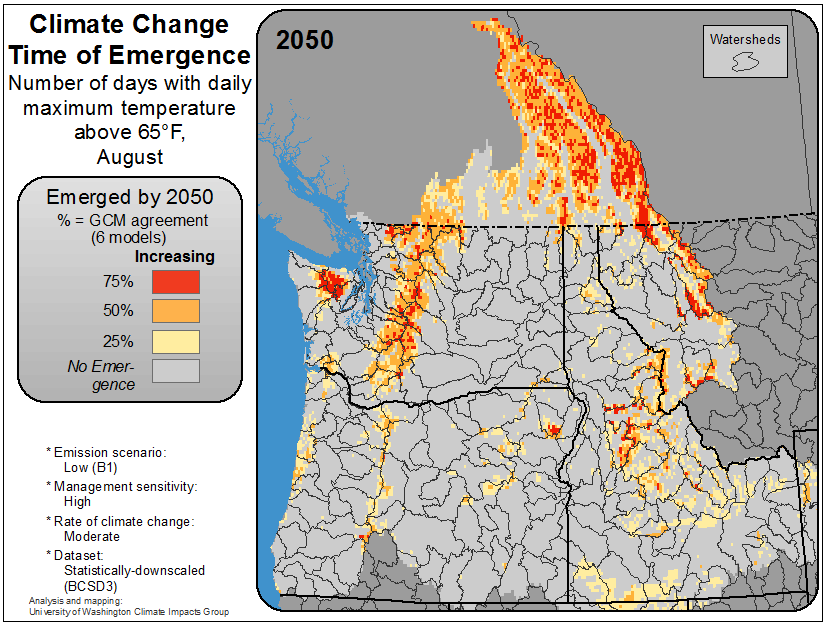 Climate Change
Time of Emergence
Number of days with daily
maximum temperature
above 65°F,
August
2050
Watersheds
Emerged by 2050
% = GCM agreement
(6 models)
Increasing
75%
50%
25%
No Emer-
gence
* Emission scenario:
Low (B1)
* Management sensitivity:
High
* Rate of climate change:
Moderate
* Dataset:
Statistically-downscaled
(BCSD3)
Analysis and mapping:
University of Washington Climate Impacts Group